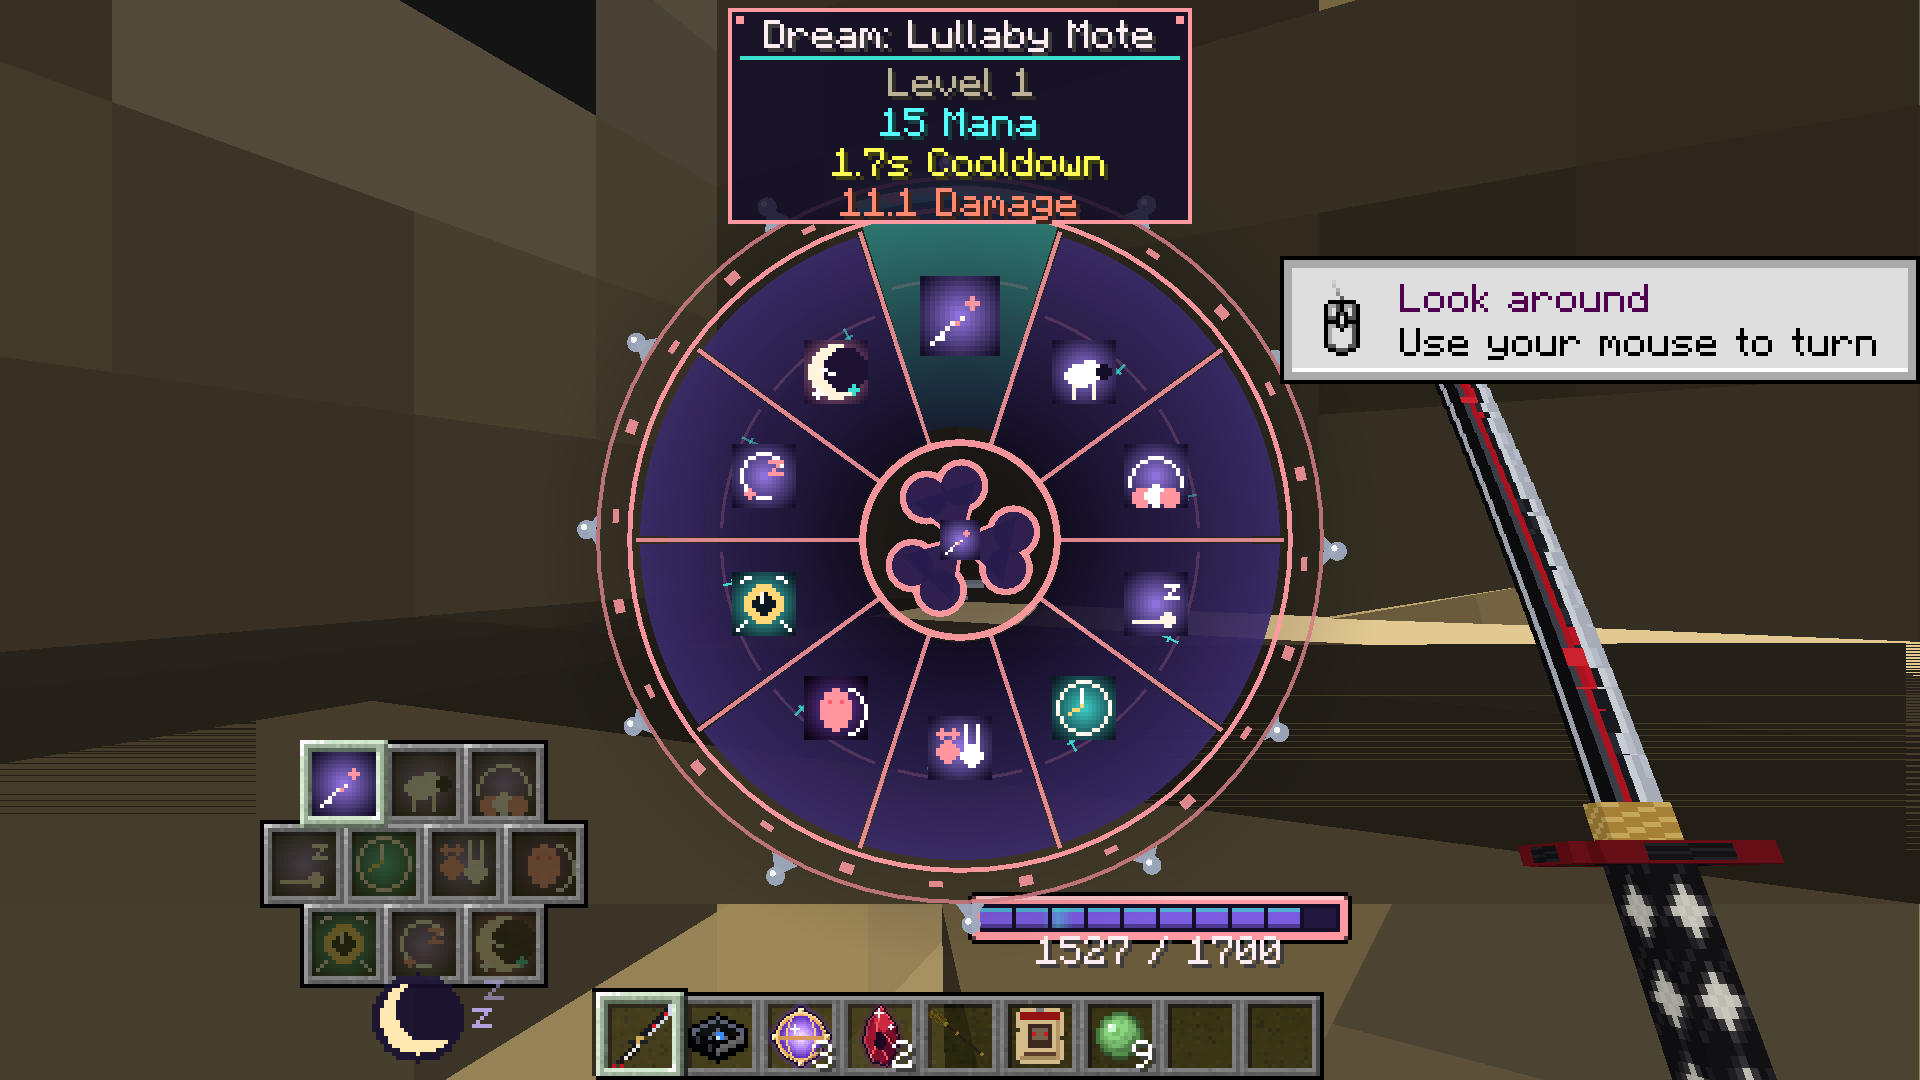 Dream: Lullaby Mote
Level 1
15 Mana
1.7s Cooldown
11.1 Damage
Look around
Use your mouse to turn
Z
Z
Z
Z
Z
Z
1527 / 1700
3
2
9